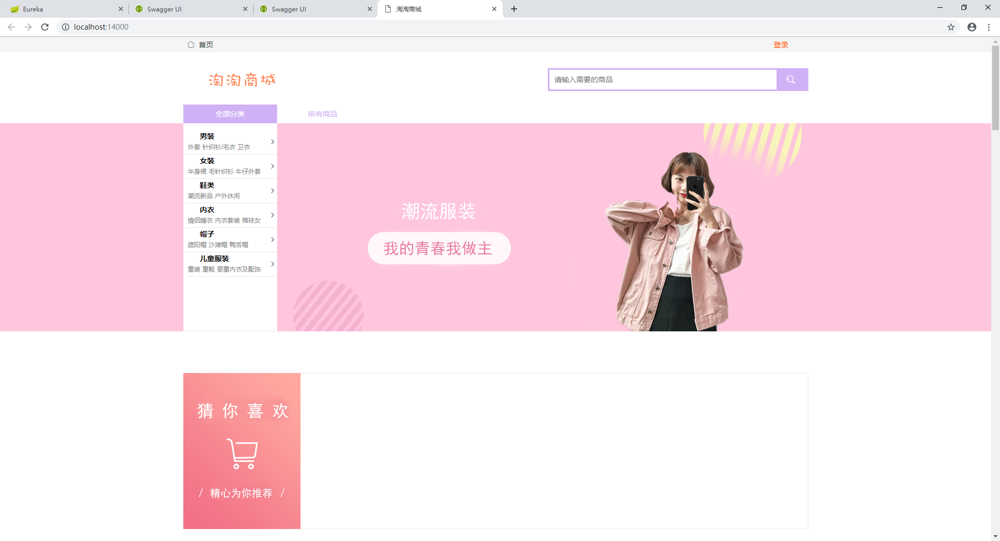 Eureka
Swagger UI
Swagger UI
淘淘商城
localhost:14000
首页
登录
淘淘商城
请输入需要的商品
全部分类
所有商品
男装
外套 针织衫/毛衣 卫衣
女装
半身裙 毛针织衫 牛仔外套
鞋类
潮流新品 户外休闲
内衣
情侣睡衣 内衣套装 棉袜女
帽子
遮阳帽 沙滩帽 鸭舌帽
儿童服装
童装 童鞋 婴童内衣及配饰
潮流服装
我的青春我做主
猜你喜欢
/ 精心为你推荐 /